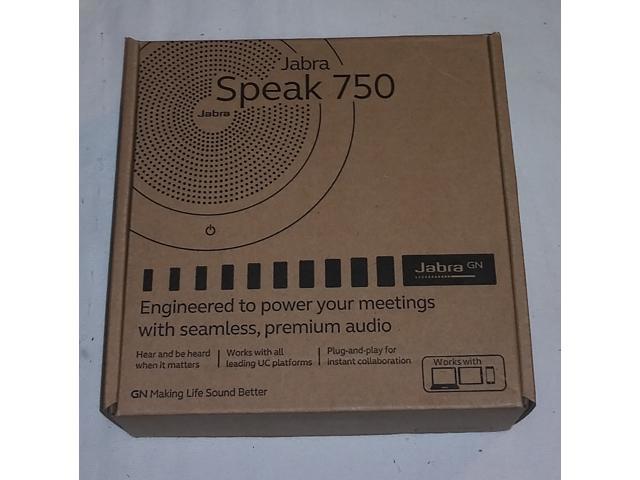 Jabra
Speak 750
Jabra
Jabra GN
Engineered to power your meetings
with seamless, premium audio
Hear and be heard
when it matters
Works with all
leading UC platforms
Plug-and-play for
instant collaboration
Works with
GN Making Life Sound Better